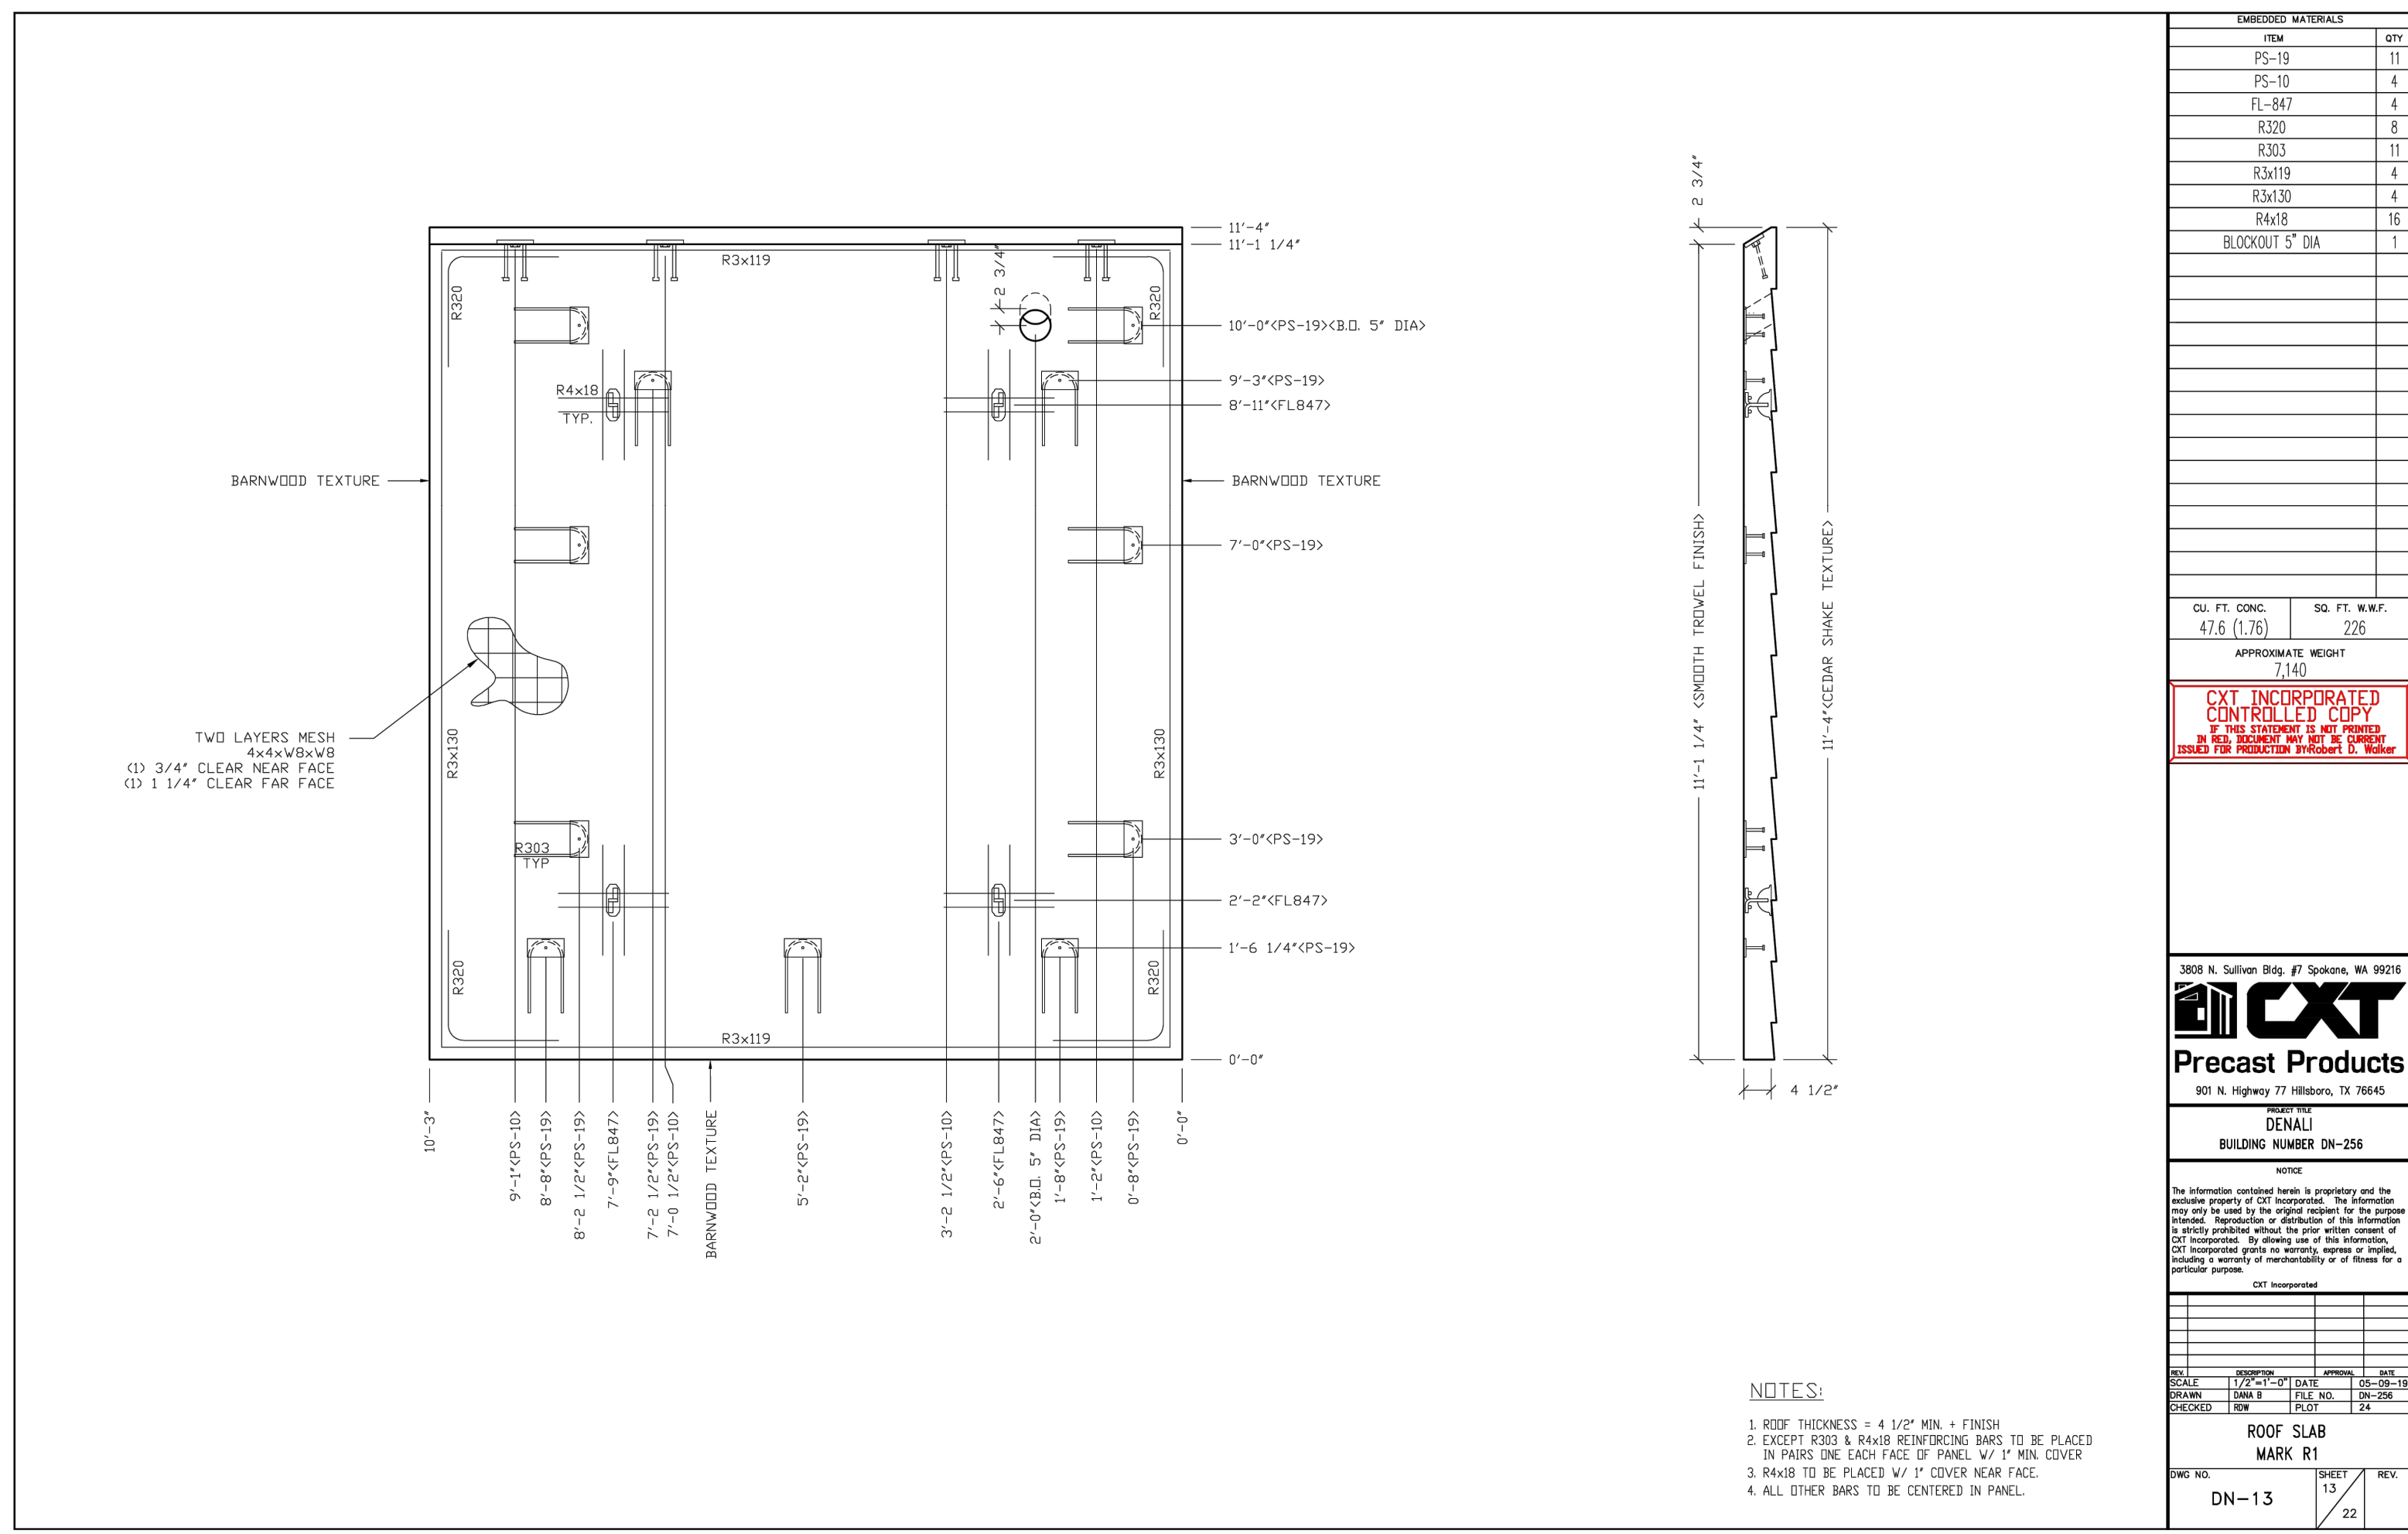 EMBEDDED MATERIALS
ITEM QTY
PS-19 11
PS-10 4
FL-847 4
R320 8
R303 11
R3x119 4
R3x130 4
R4x18 16
BLOCKOUT 5" DIA 1
CU. FT. CONC. SQ. FT. W.W.F.
47.6 (1.76) 226
APPROXIMATE WEIGHT
7,140
CXT INCORPORATED
CONTROLLED COPY
IF THIS STATEMENT IS NOT PRINTED
IN RED, DOCUMENT MAY NOT BE CURRENT
ISSUED FOR PRODUCTION BY:Robert D. Walker
3808 N. Sullivan Bldg. #7 Spokane, WA 99216
CXT
Precast Products
901 N. Highway 77 Hillsboro, TX 76645
PROJECT TITLE
DENALI
BUILDING NUMBER DN-256
NOTICE
The information contained herein is proprietary and the
exclusive property of CXT Incorporated. The information
may only be used by the original recipient for the purpose
intended. Reproduction or distribution of this information
is strictly prohibited without the prior written consent of
CXT Incorporated. By allowing use of this information,
CXT Incorporated grants no warranty, express or implied,
including a warranty of merchantability or of fitness for a
particular purpose.
CXT Incorporated
REV. DESCRIPTION APPROVAL DATE
SCALE 1/2"=1'-0" DATE 05-09-19
DRAWN DANA B FILE NO. DN-256
CHECKED RDW PLOT 24
ROOF SLAB
MARK R1
DWG NO. SHEET REV.
DN-13 13/22
11'-4"
11'-1 1/4"
R3x119
2 3/4"
R320
R320
10'-0"<PS-19><B.O. 5" DIA>
9'-3"<PS-19>
R4x18
TYP.
8'-11"<FL847>
BARNWOOD TEXTURE
BARNWOOD TEXTURE
7'-0"<PS-19>
TWO LAYERS MESH
4x4xW8xW8
(1) 3/4" CLEAR NEAR FACE
(1) 1 1/4" CLEAR FAR FACE
R3x130
R3x130
3'-0"<PS-19>
R303
TYP
2'-2"<FL847>
1'-6 1/4"<PS-19>
R320
R320
R3x119
0'-0"
10'-3"
9'-1"<PS-10>
8'-8"<PS-19>
8'-2 1/2"<PS-19>
7'-9"<FL847>
7'-2 1/2"<PS-19>
7'-0 1/2"<PS-10>
BARNWOOD TEXTURE
5'-2"<PS-19>
3'-2 1/2"<PS-10>
2'-6"<FL847>
2'-0"<B.O. 5" DIA>
1'-8"<PS-19>
1'-2"<PS-10>
0'-8"<PS-19>
0'-0"
2 3/4"
11'-1 1/4" <SMOOTH TROWEL FINISH>
11'-4"<CEDAR SHAKE TEXTURE>
4 1/2"
NOTES:
1. ROOF THICKNESS = 4 1/2" MIN. + FINISH
2. EXCEPT R303 & R4x18 REINFORCING BARS TO BE PLACED
IN PAIRS ONE EACH FACE OF PANEL W/ 1" MIN. COVER
3. R4x18 TO BE PLACED W/ 1" COVER NEAR FACE.
4. ALL OTHER BARS TO BE CENTERED IN PANEL.